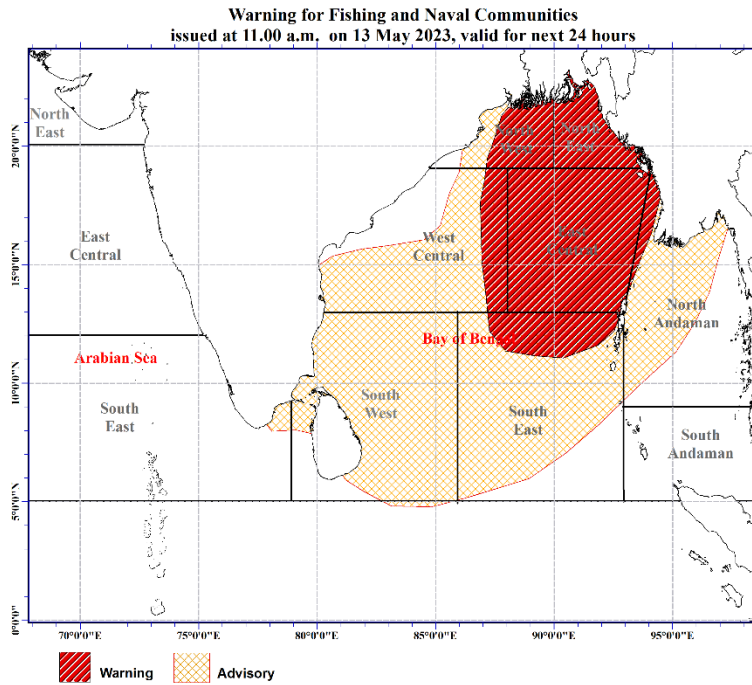 Warning for Fishing and Naval Communities
issued at 11.00 a.m. on 13 May 2023, valid for next 24 hours
North
East
North
West
North
East
20°0'0"N
East
Central
West
Central
East
Central
15°0'0"N
North
Andaman
Bay of Bengal
Arabian Sea
10°0'0"N
South
East
South
West
South
East
South
Andaman
5°0'0"N
0°0'0"
70°0'0"E
75°0'0"E
80°0'0"E
85°0'0"E
90°0'0"E
95°0'0"E
Warning
Advisory